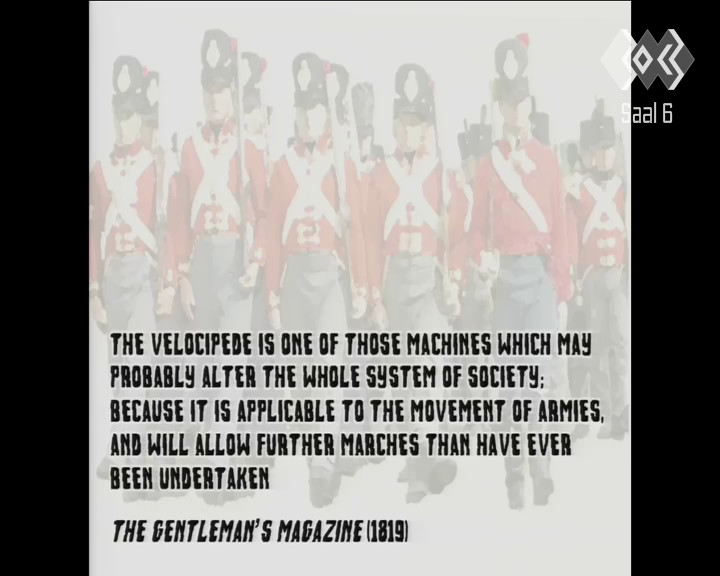 Saal 6
THE VELOCIPEDE IS ONE OF THOSE MACHINES WHICH MAY
PROBABLY ALTER THE WHOLE SYSTEM OF SOCIETY;
BECAUSE IT IS APPLICABLE TO THE MOVEMENT OF ARMIES,
AND WILL ALLOW FURTHER MARCHES THAN HAVE EVER
BEEN UNDERTAKEN
THE GENTLEMAN'S MAGAZINE (1819)